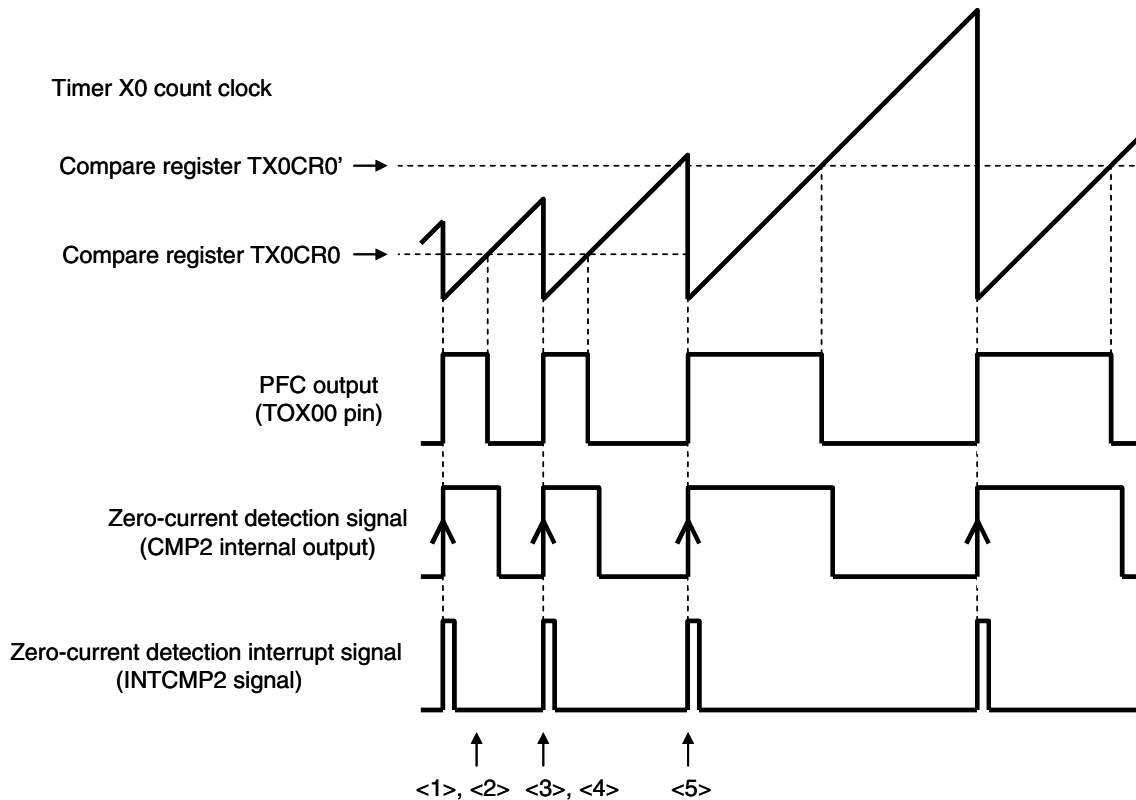 Timer X0 count clock
Compare register TX0CR0’
Compare register TX0CR0
PFC output
(TOX00 pin)
Zero-current detection signal
(CMP2 internal output)
Zero-current detection interrupt signal
(INTCMP2 signal)
<1>, <2> <3>, <4> <5>